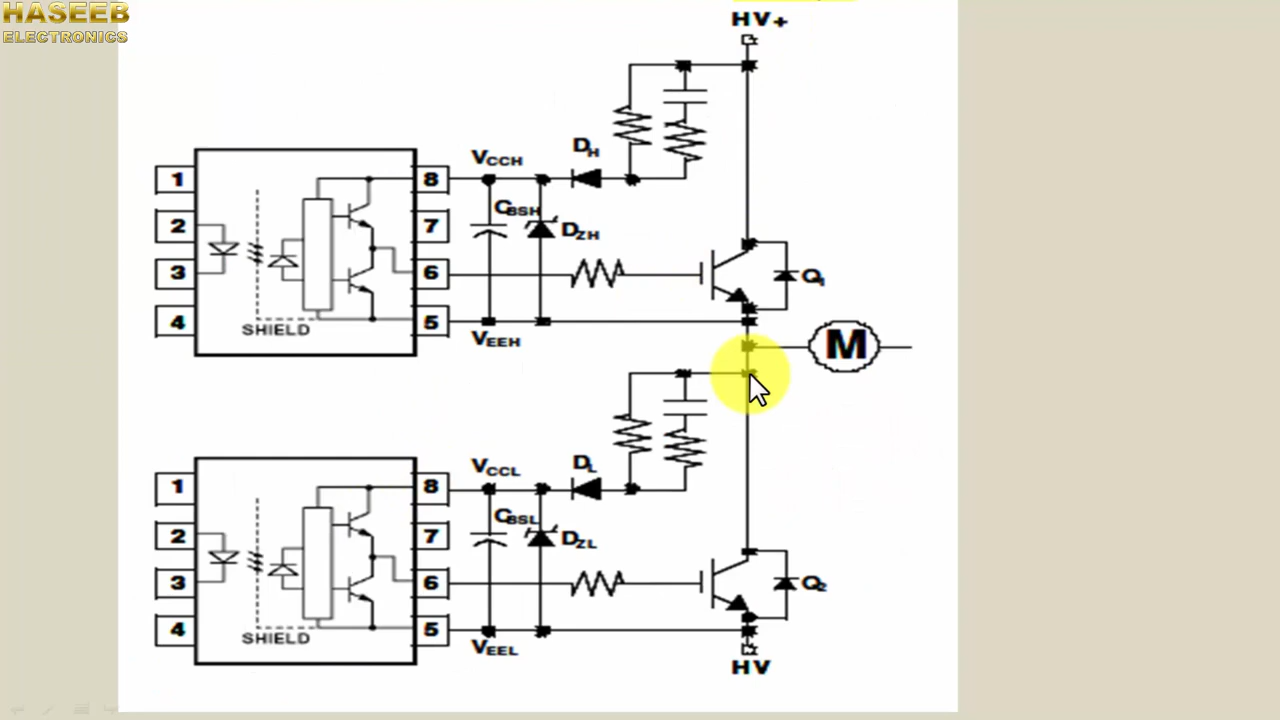 HASEEB
ELECTRONICS
HV+
1
2
3
4
SHIELD
8
7
6
5
VCCH
VEEH
CBSH
DZH
DH
Q1
M
1
2
3
4
SHIELD
8
7
6
5
VCCL
VEEL
CBSL
DZL
DL
Q2
HV